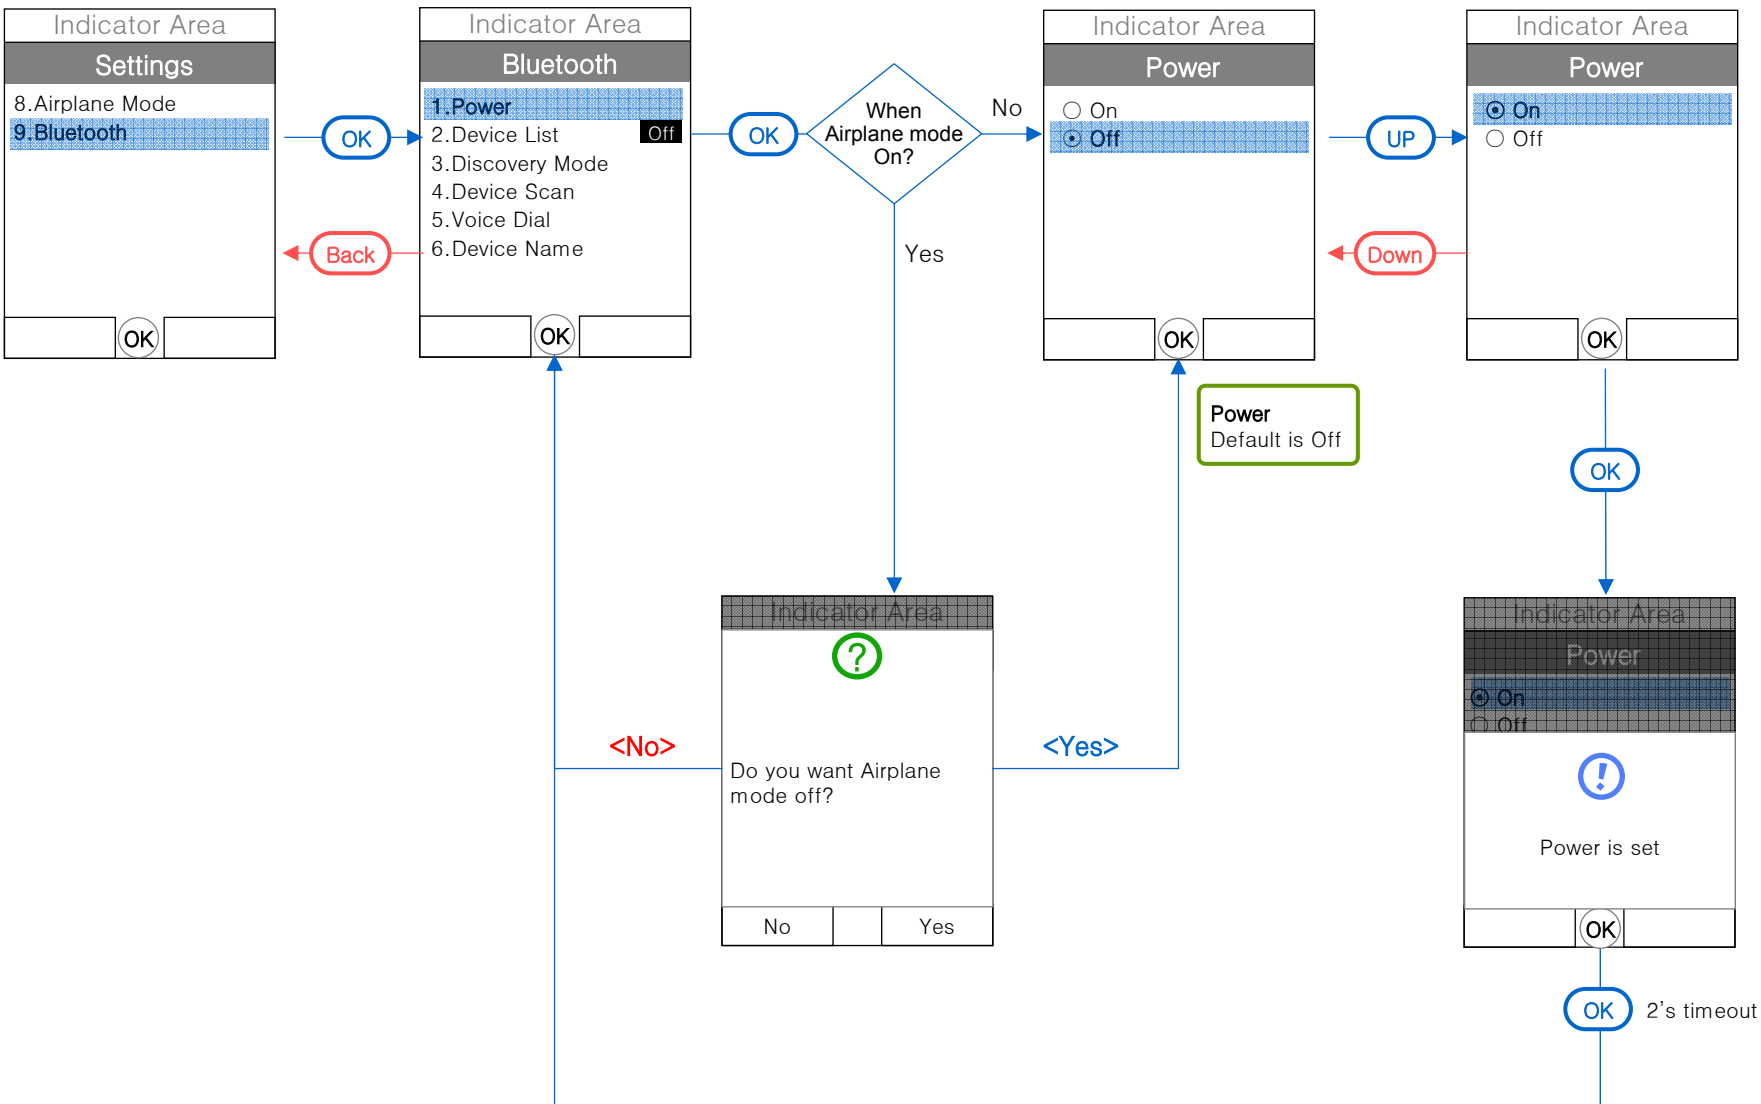 Indicator Area
Settings
8.Airplane Mode
9.Bluetooth
OK
OK
Back
Indicator Area
Bluetooth
1.Power
Off
2.Device List
3.Discovery Mode
4.Device Scan
5.Voice Dial
6.Device Name
OK
OK
When
Airplane mode
On?
No
Yes
Indicator Area
Power
On
Off
OK
UP
Down
Indicator Area
Power
On
Off
OK
Power
Default is Off
OK
Indicator Area
?
Do you want Airplane
mode off?
No
Yes
<No>
<Yes>
Indicator Area
Power
On
Off
!
Power is set
OK
OK
2's timeout